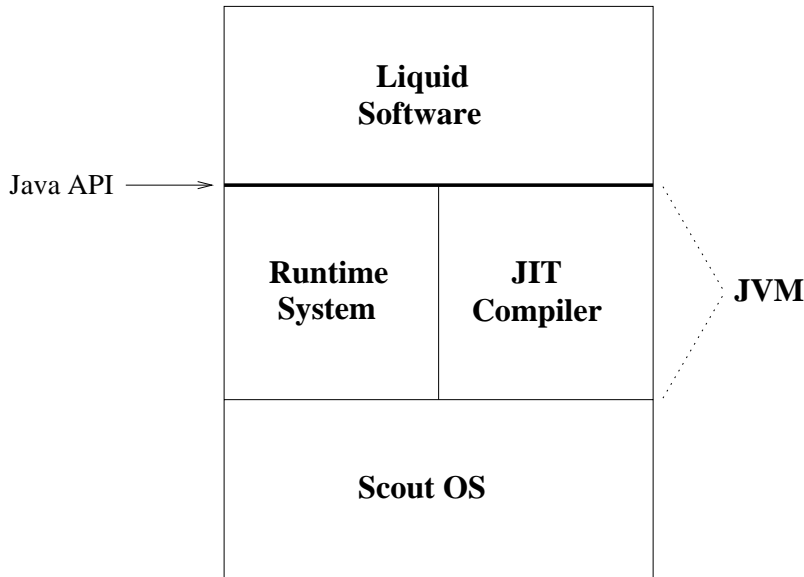 Liquid
Software
Java API
Runtime
System
JIT
Compiler
JVM
Scout OS